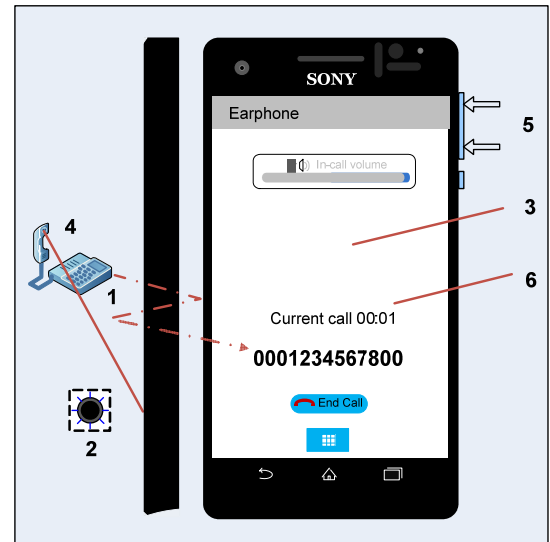 SONY
Earphone
In-call volume
5
4
3
1
6
Current call 00:01
0001234567800
End Call
2